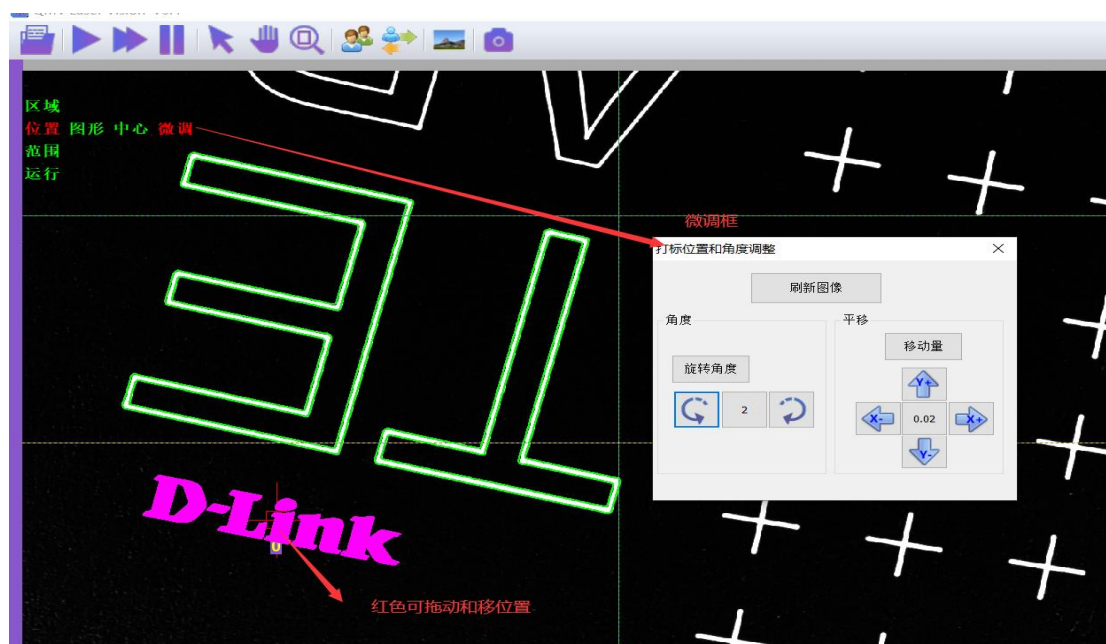 区域
位置 图形 中心 微调
范围
运行
微调框
打标位置和角度调整
刷新图像
角度
平移
旋转角度
移动量
Y+
2
X- 0.02 X+
Y-
D-Link
0
红色可拖动和移位置